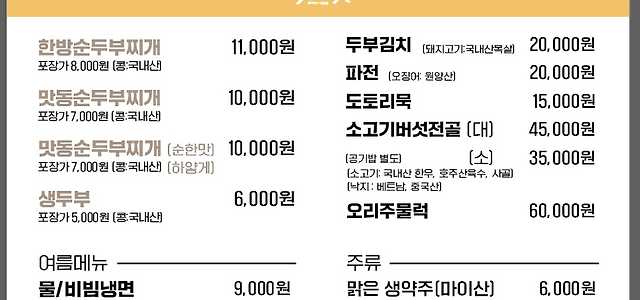 한방순두부찌개 11,000원
포장가 8,000원 (콩:국내산)
맛동순두부찌개 10,000원
포장가 7,000원 (콩:국내산)
맛동순두부찌개 (순한맛) 10,000원
포장가 7,000원 (콩:국내산) (하얗게)
생두부 6,000원
포장가 5,000원 (콩:국내산)
여름메뉴
물/비빔냉면 9,000원
두부김치 (돼지고기:국내산목살) 20,000원
파전 (오징어: 원양산) 20,000원
도토리묵 15,000원
소고기버섯전골 (대) 45,000원
(공기밥 별도) (소) 35,000원
(소고기: 국내산 한우, 호주산육수, 사골)
(낙지 : 베트남, 중국산)
오리주물럭 60,000원
주류
맑은 생약주(마이산) 6,000원